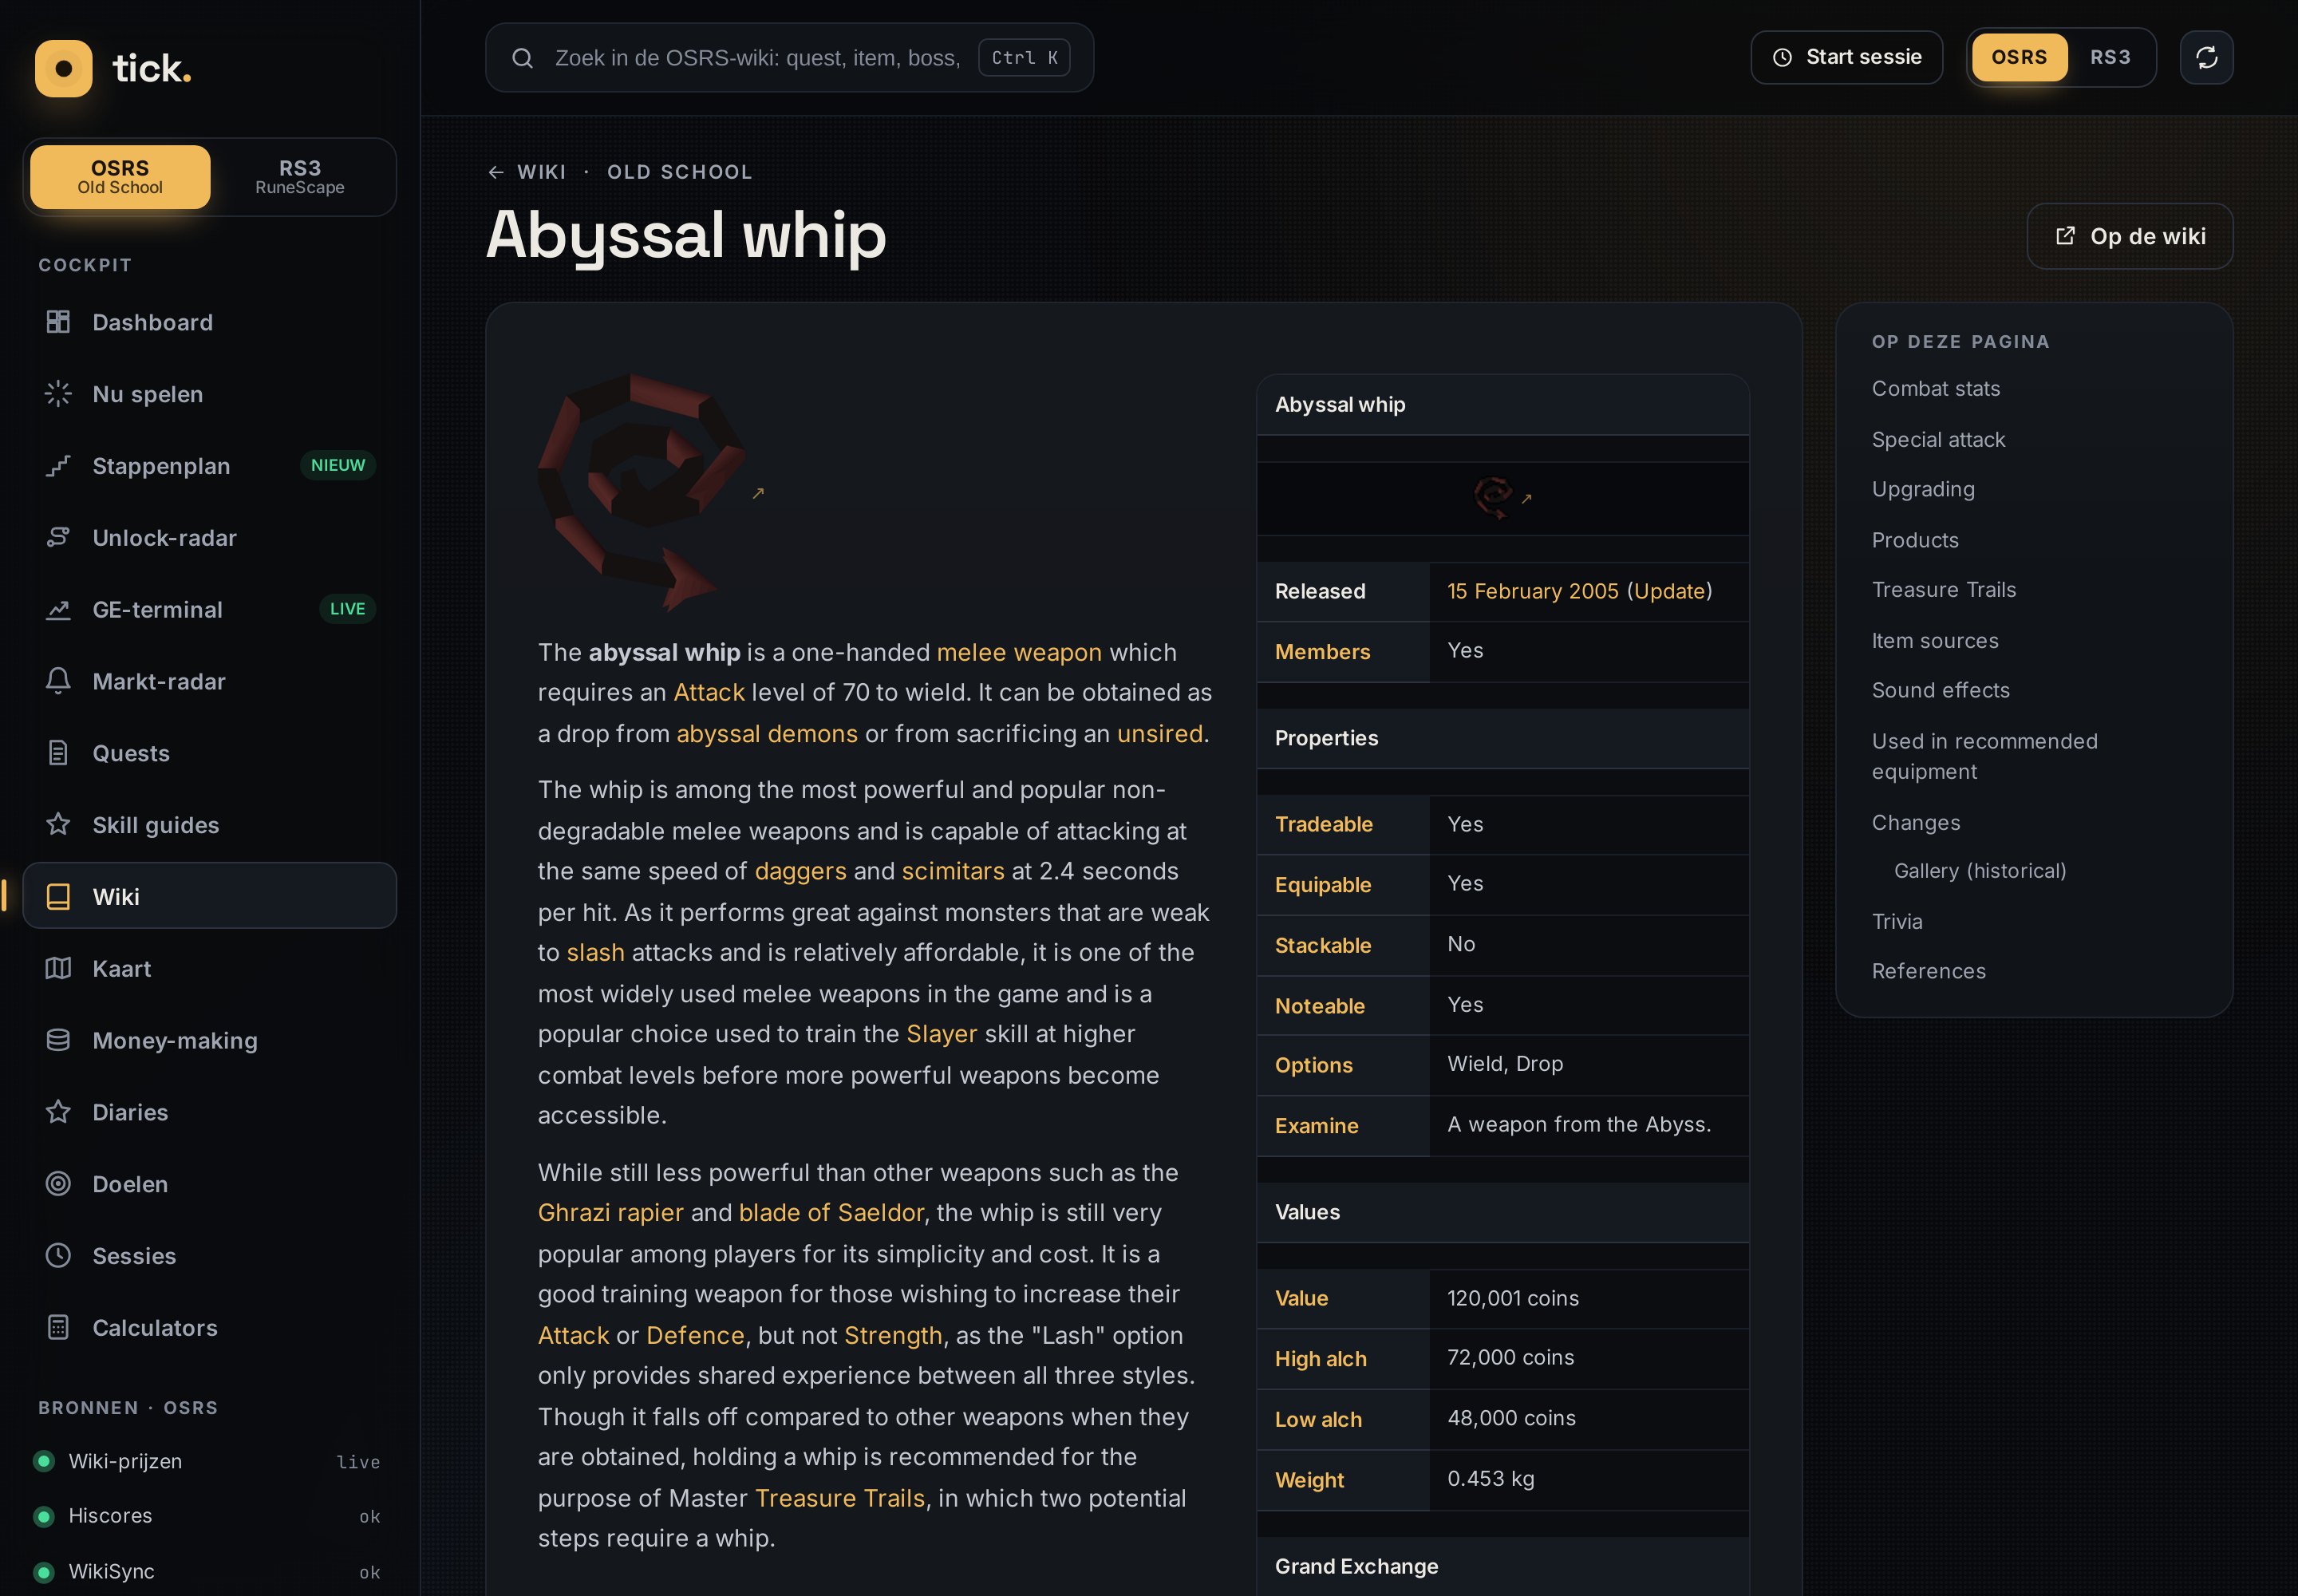 tick.
OSRS
Old School
RS3
RuneScape
COCKPIT
Dashboard
Nu spelen
Stappenplan NIEUW
Unlock-radar
GE-terminal LIVE
Markt-radar
Quests
Skill guides
Wiki
Kaart
Money-making
Diaries
Doelen
Sessies
Calculators
BRONNEN · OSRS
Wiki-prijzen live
Hiscores ok
WikiSync ok
Zoek in de OSRS-wiki: quest, item, boss, Ctrl K
Start sessie
OSRS RS3
← WIKI · OLD SCHOOL
Abyssal whip
Op de wiki
The abyssal whip is a one-handed melee weapon which
requires an Attack level of 70 to wield. It can be obtained as
a drop from abyssal demons or from sacrificing an unsired.
The whip is among the most powerful and popular non-
degradable melee weapons and is capable of attacking at
the same speed of daggers and scimitars at 2.4 seconds
per hit. As it performs great against monsters that are weak
to slash attacks and is relatively affordable, it is one of the
most widely used melee weapons in the game and is a
popular choice used to train the Slayer skill at higher
combat levels before more powerful weapons become
accessible.
While still less powerful than other weapons such as the
Ghrazi rapier and blade of Saeldor, the whip is still very
popular among players for its simplicity and cost. It is a
good training weapon for those wishing to increase their
Attack or Defence, but not Strength, as the "Lash" option
only provides shared experience between all three styles.
Though it falls off compared to other weapons when they
are obtained, holding a whip is recommended for the
purpose of Master Treasure Trails, in which two potential
steps require a whip.
Abyssal whip
Released 15 February 2005 (Update)
Members Yes
Properties
Tradeable Yes
Equipable Yes
Stackable No
Noteable Yes
Options Wield, Drop
Examine A weapon from the Abyss.
Values
Value 120,001 coins
High alch 72,000 coins
Low alch 48,000 coins
Weight 0.453 kg
Grand Exchange
OP DEZE PAGINA
Combat stats
Special attack
Upgrading
Products
Treasure Trails
Item sources
Sound effects
Used in recommended
equipment
Changes
Gallery (historical)
Trivia
References